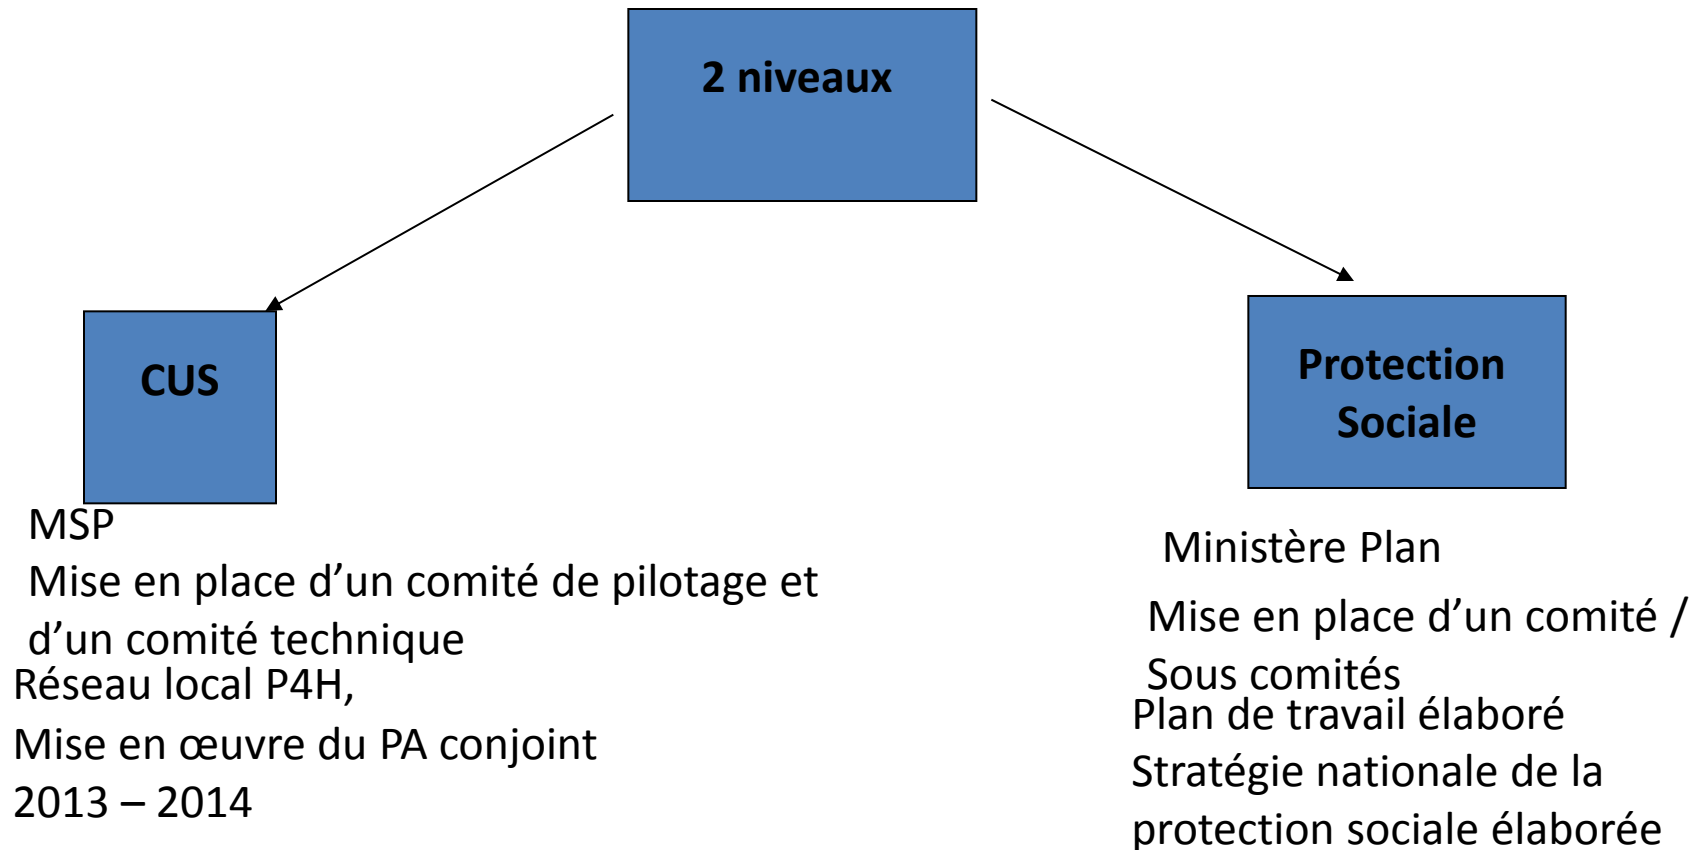 2 niveaux
CUS
MSP
Mise en place d’un comité de pilotage et
d’un comité technique
Réseau local P4H,
Mise en œuvre du PA conjoint
2013 – 2014
Protection
Sociale
Ministère Plan
Mise en place d’un comité /
Sous comités
Plan de travail élaboré
Stratégie nationale de la
protection sociale élaborée